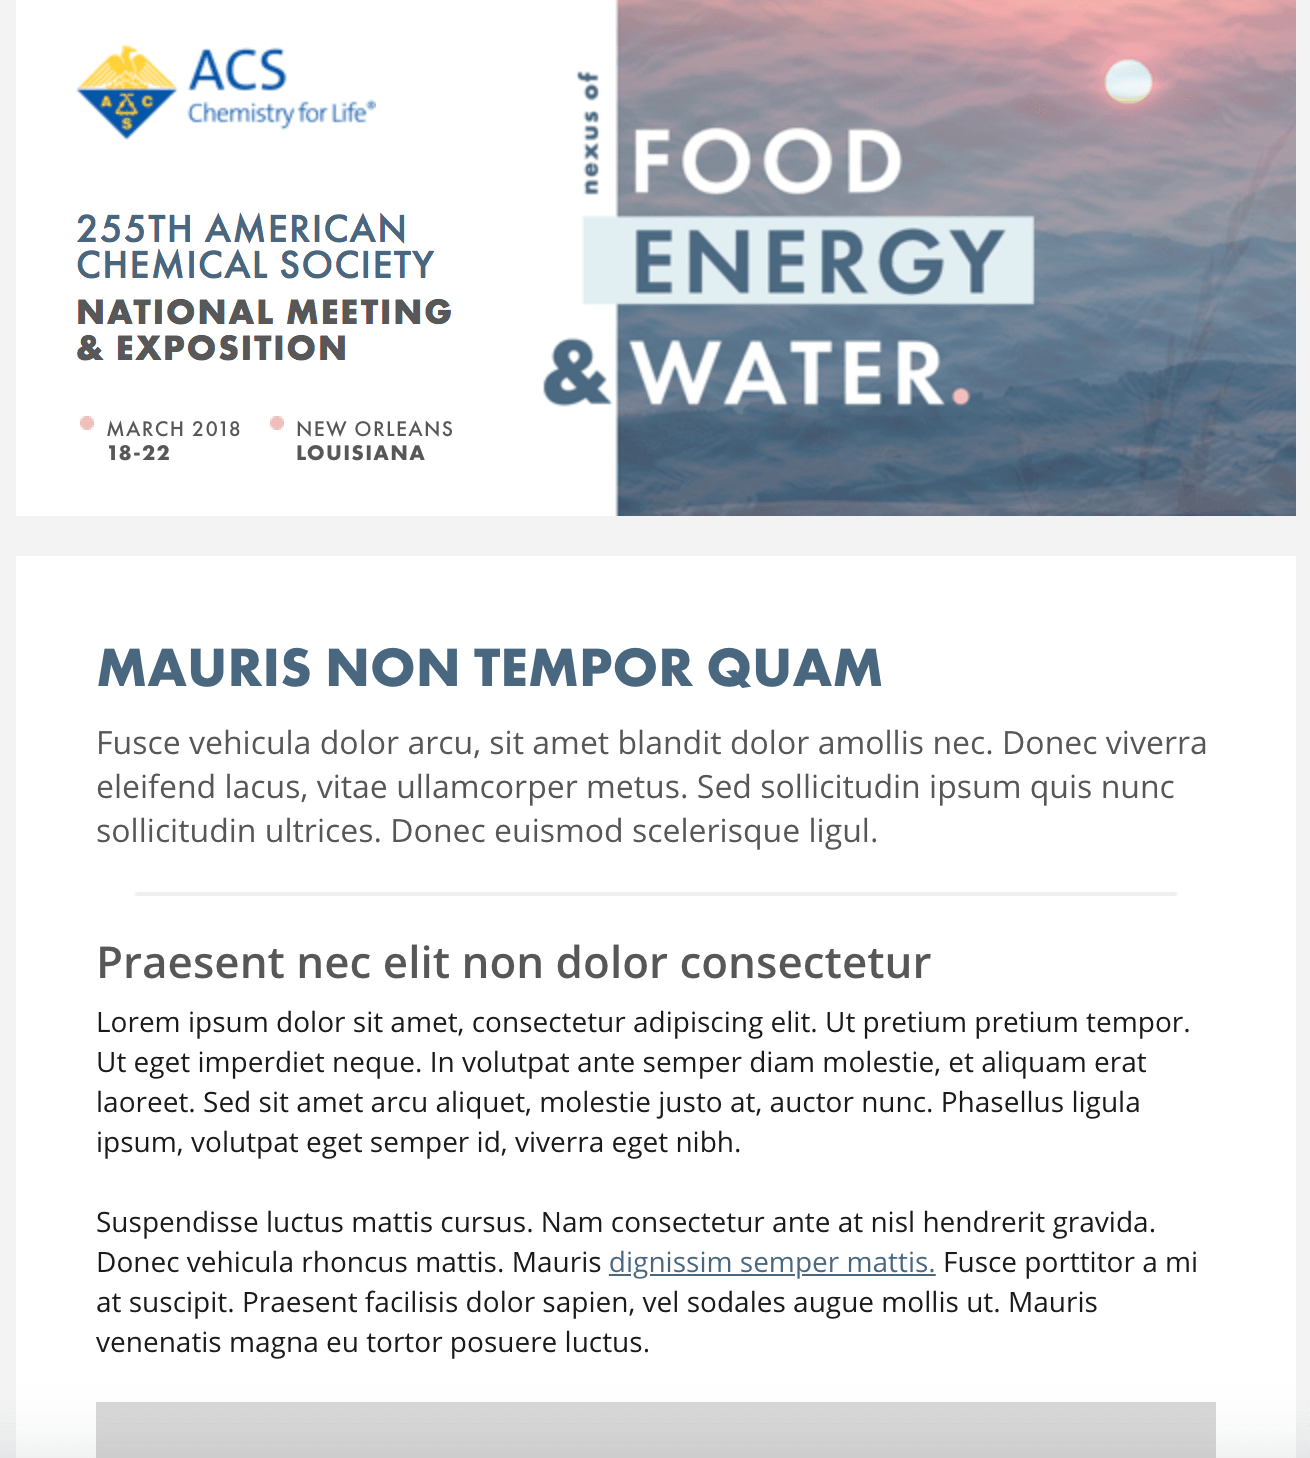 ACS
Chemistry for Life®
A C S
255TH AMERICAN
CHEMICAL SOCIETY
NATIONAL MEETING
& EXPOSITION
MARCH 2018
18-22
NEW ORLEANS
LOUISIANA
nexus of
FOOD
ENERGY
& WATER.
MAURIS NON TEMPOR QUAM
Fusce vehicula dolor arcu, sit amet blandit dolor amollis nec. Donec viverra
eleifend lacus, vitae ullamcorper metus. Sed sollicitudin ipsum quis nunc
sollicitudin ultrices. Donec euismod scelerisque ligul.
Praesent nec elit non dolor consectetur
Lorem ipsum dolor sit amet, consectetur adipiscing elit. Ut pretium pretium tempor.
Ut eget imperdiet neque. In volutpat ante semper diam molestie, et aliquam erat
laoreet. Sed sit amet arcu aliquet, molestie justo at, auctor nunc. Phasellus ligula
ipsum, volutpat eget semper id, viverra eget nibh.
Suspendisse luctus mattis cursus. Nam consectetur ante at nisl hendrerit gravida.
Donec vehicula rhoncus mattis. Mauris dignissim semper mattis. Fusce porttitor a mi
at suscipit. Praesent facilisis dolor sapien, vel sodales augue mollis ut. Mauris
venenatis magna eu tortor posuere luctus.